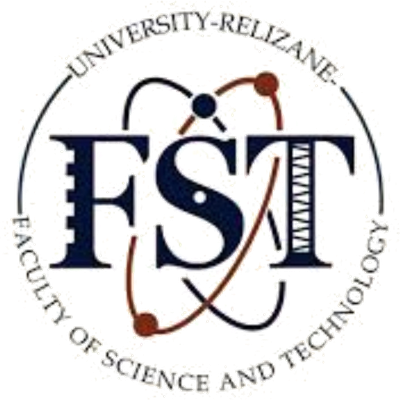 -UNIVERSITY-RELIZANE-
FST
FACULTY OF SCIENCE AND TECHNOLOGY